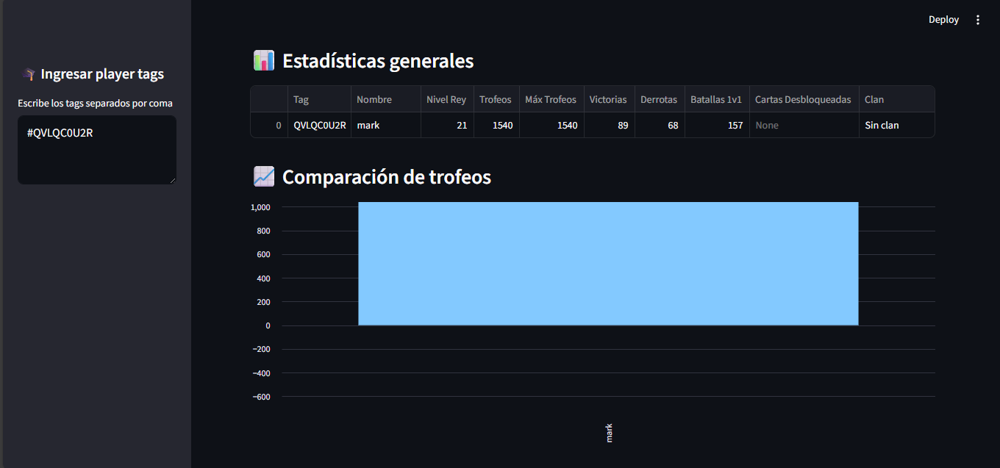 Deploy
Ingresar player tags
Escribe los tags separados por coma
#QVLQC0U2R
Estadísticas generales
Tag Nombre Nivel Rey Trofeos Máx Trofeos Victorias Derrotas Batallas 1v1 Cartas Desbloqueadas Clan
0 QVLQC0U2R mark 21 1540 1540 89 68 157 None Sin clan
Comparación de trofeos
1,000
800
600
400
200
0
−200
−400
−600
mark